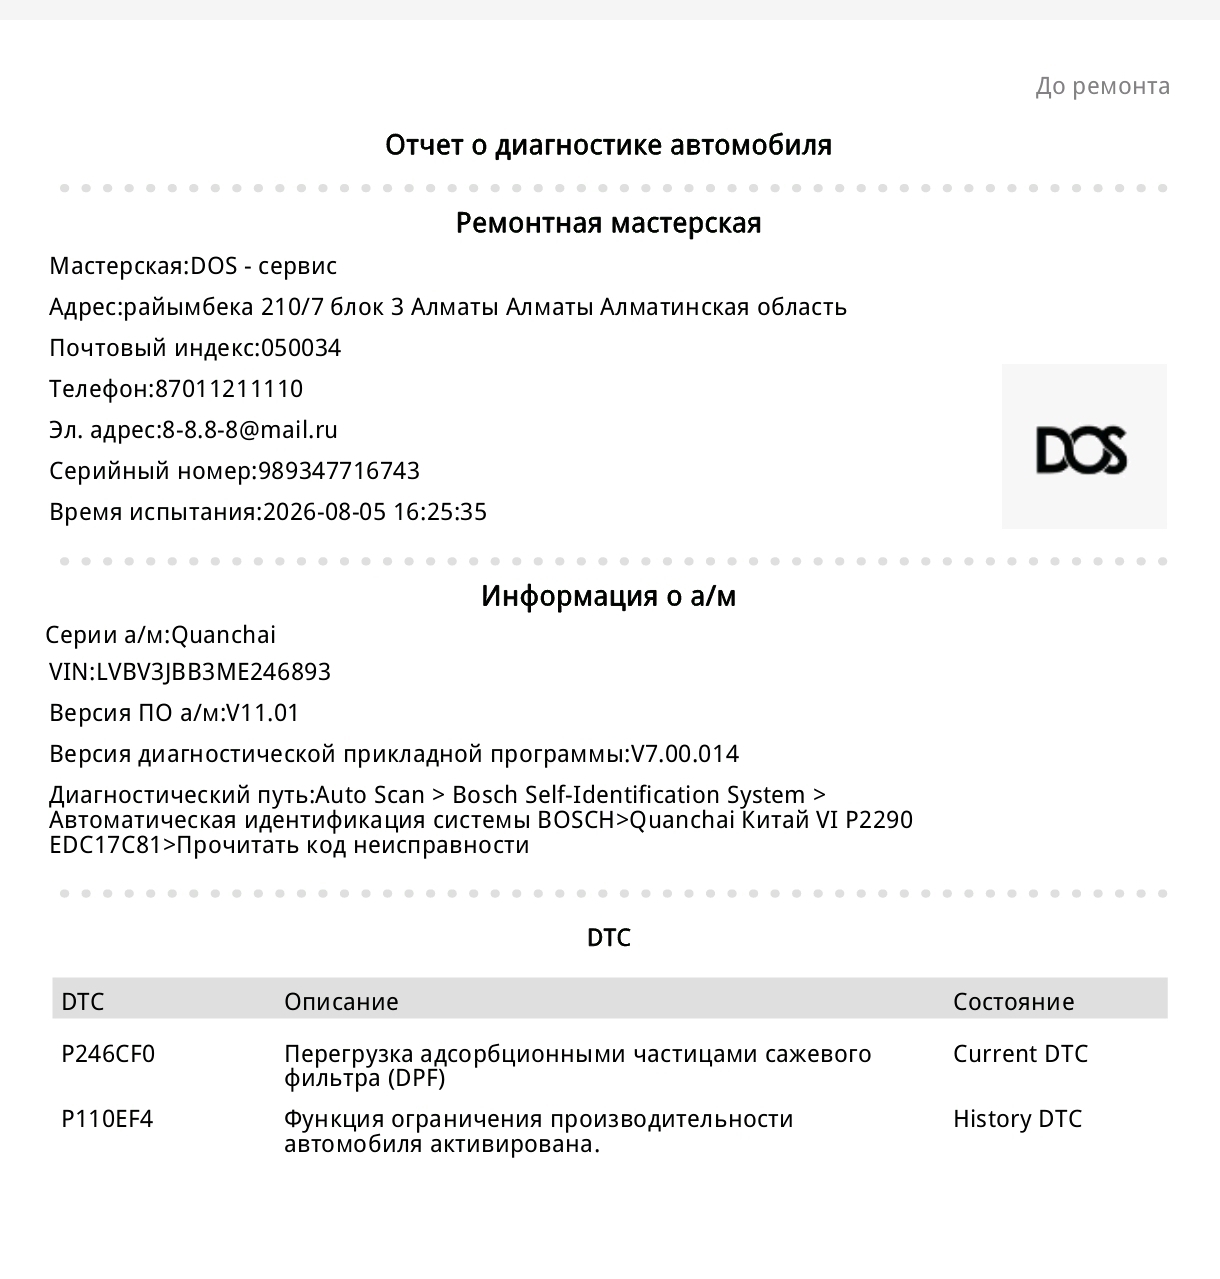 До ремонта
Отчет о диагностике автомобиля
Ремонтная мастерская
Мастерская:DOS - сервис
Адрес:райымбека 210/7 блок 3 Алматы Алматы Алматинская область
Почтовый индекс:050034
Телефон:87011211110
Эл. адрес:8-8.8-8@mail.ru
Серийный номер:989347716743
Время испытания:2026-08-05 16:25:35
DOS
Информация о а/м
Серии а/м:Quanchai
VIN:LVBV3JBB3ME246893
Версия ПО а/м:V11.01
Версия диагностической прикладной программы:V7.00.014
Диагностический путь:Auto Scan > Bosch Self-Identification System >
Автоматическая идентификация системы BOSCH>Quanchai Китай VI P2290
EDC17C81>Прочитать код неисправности
DTC
DTC Описание Состояние
P246CF0 Перегрузка адсорбционными частицами сажевого Current DTC
фильтра (DPF)
P110EF4 Функция ограничения производительности History DTC
автомобиля активирована.